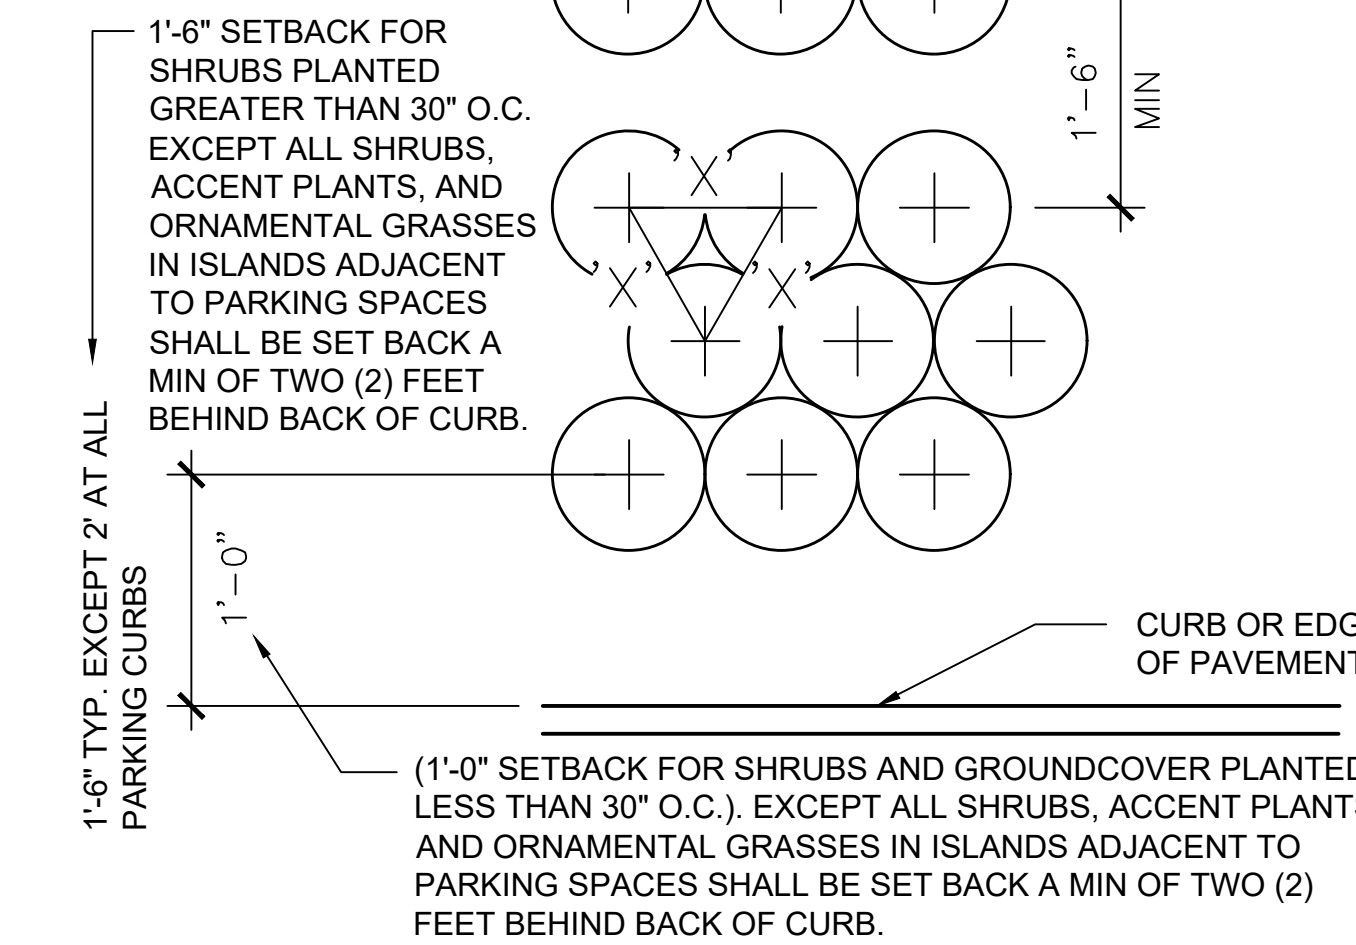 1'-6" SETBACK FOR
SHRUBS PLANTED
GREATER THAN 30" O.C.
EXCEPT ALL SHRUBS,
ACCENT PLANTS, AND
ORNAMENTAL GRASSES
IN ISLANDS ADJACENT
TO PARKING SPACES
SHALL BE SET BACK A
MIN OF TWO (2) FEET
BEHIND BACK OF CURB.
1'-6"
MIN
'X'
'X'
'X'
1'-6" TYP. EXCEPT 2' AT ALL
PARKING CURBS
1'-0"
CURB OR EDG
OF PAVEMENT
(1'-0" SETBACK FOR SHRUBS AND GROUNDCOVER PLANTED
LESS THAN 30" O.C.). EXCEPT ALL SHRUBS, ACCENT PLANTS
AND ORNAMENTAL GRASSES IN ISLANDS ADJACENT TO
PARKING SPACES SHALL BE SET BACK A MIN OF TWO (2)
FEET BEHIND BACK OF CURB.